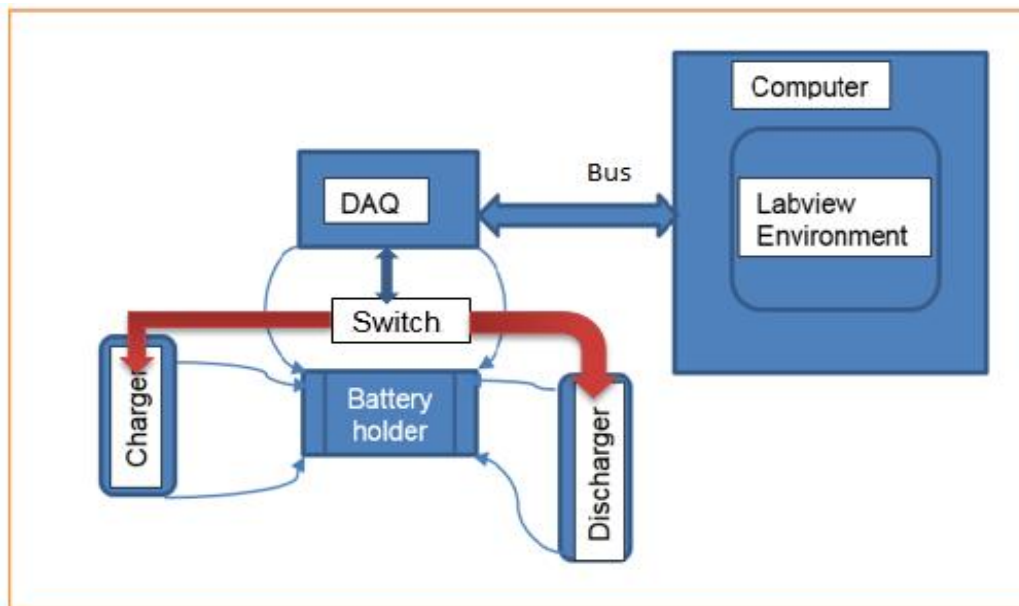 Computer
Bus
DAQ
Labview
Environment
Switch
Charger
Battery
holder
Discharger